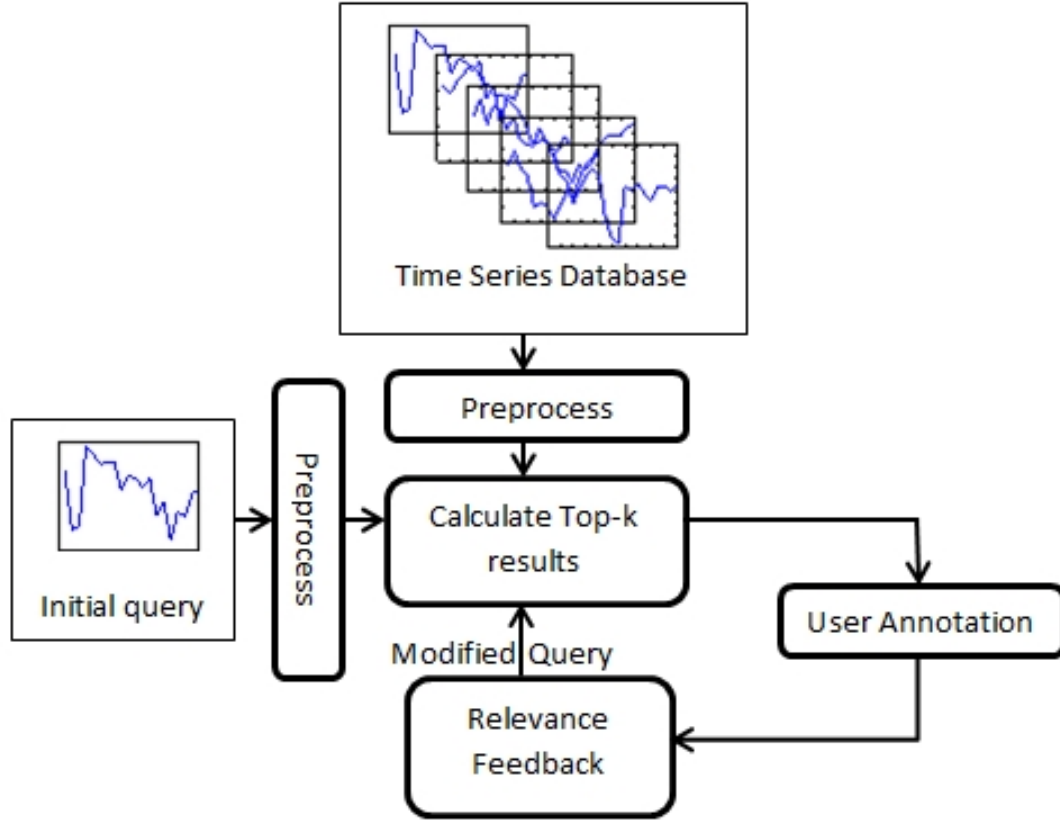 Time Series Database
Preprocess
Preprocess
Initial query
Calculate Top-k
results
User Annotation
Modified Query
Relevance
Feedback